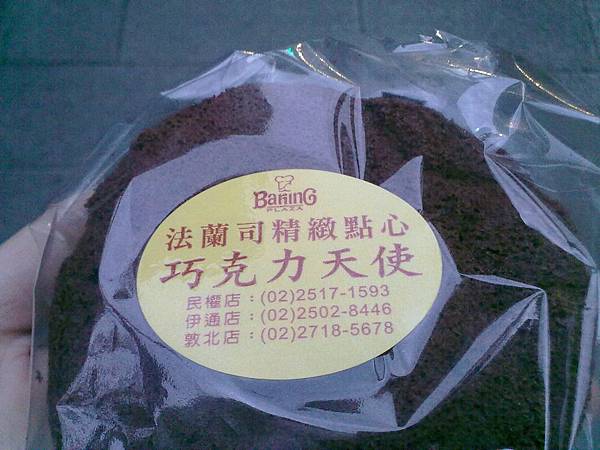 BaKinG
PLAZA
法蘭司精緻點心
巧克力天使
民權店：(02)2517-1593
伊通店：(02)2502-8446
敦北店：(02)2718-5678